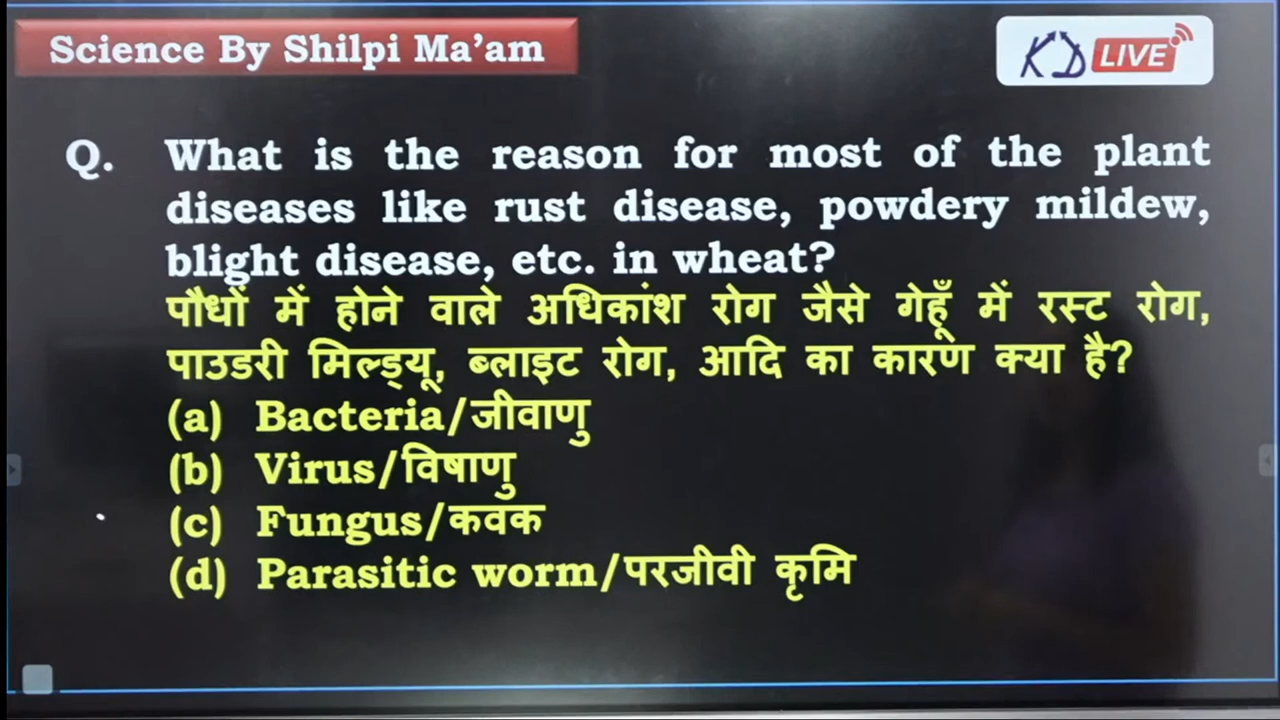 Science By Shilpi Ma’am
KD LIVE
Q. What is the reason for most of the plant
diseases like rust disease, powdery mildew,
blight disease, etc. in wheat?
पौधों में होने वाले अधिकांश रोग जैसे गेहूँ में रस्ट रोग,
पाउडरी मिल्ड्यू, ब्लाइट रोग, आदि का कारण क्या है?
(a) Bacteria/जीवाणु
(b) Virus/विषाणु
(c) Fungus/कवक
(d) Parasitic worm/परजीवी कृमि